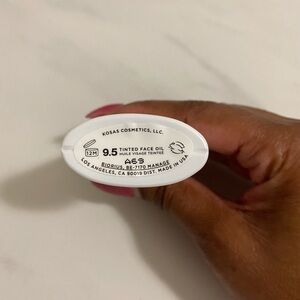 KOSAS COSMETICS, LLC.
12M
9.5 TINTED FACE OIL
HUILE VISAGE TEINTÉE
A69
BIORIUS, BE-7170 MANAGE
LOS ANGELES, CA 90019 DIST. MADE IN USA